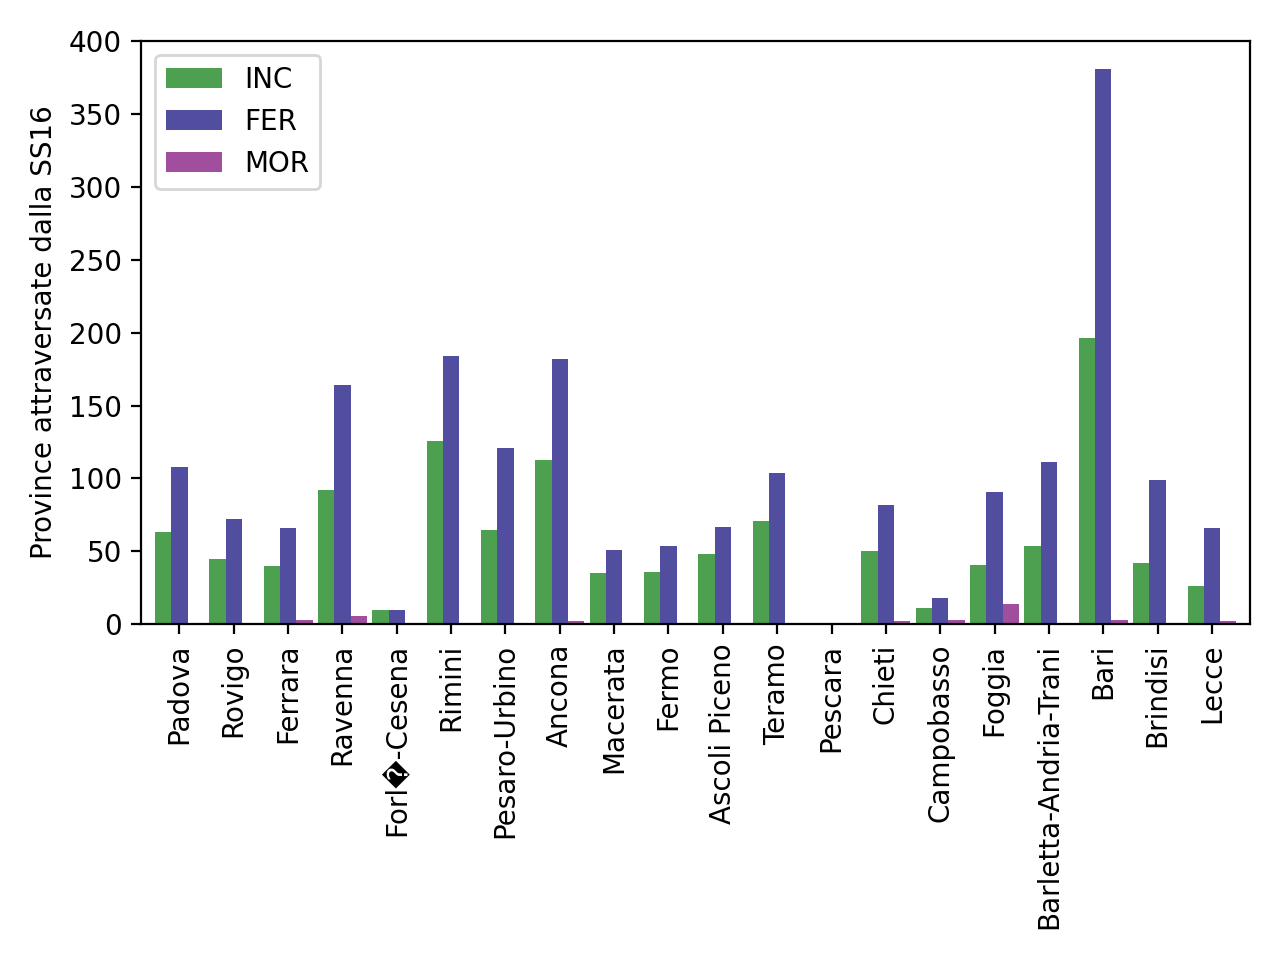 Province attraversate dalla SS16
400
350
300
250
200
150
100
50
0
INC
FER
MOR
Padova
Rovigo
Ferrara
Ravenna
Forl�-Cesena
Rimini
Pesaro-Urbino
Ancona
Macerata
Fermo
Ascoli Piceno
Teramo
Pescara
Chieti
Campobasso
Foggia
Barletta-Andria-Trani
Bari
Brindisi
Lecce